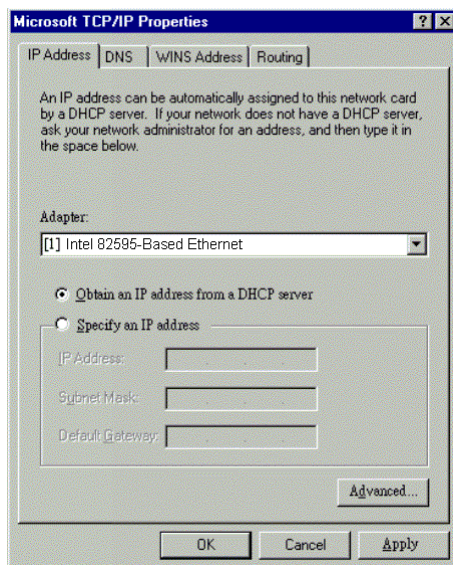 Microsoft TCP/IP Properties
IP Address
DNS
WINS Address
Routing
An IP address can be automatically assigned to this network card
by a DHCP server. If your network does not have a DHCP server,
ask your network administrator for an address, and then type it in
the space below.
Adapter:
[1] Intel 82595-Based Ethernet
Obtain an IP address from a DHCP server
Specify an IP address
IP Address:
Subnet Mask:
Default Gateway:
Advanced...
OK
Cancel
Apply